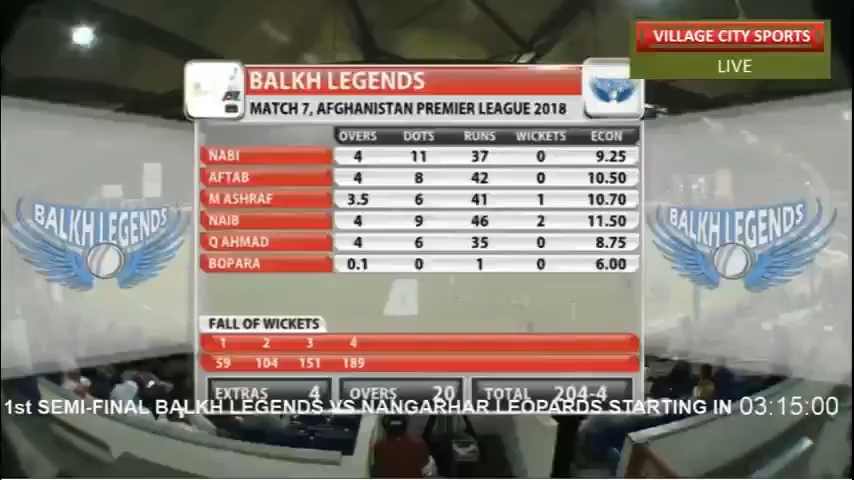 VILLAGE CITY SPORTS
LIVE
BALKH LEGENDS
MATCH 7, AFGHANISTAN PREMIER LEAGUE 2018
OVERS DOTS RUNS WICKETS ECON
NABI 4 11 37 0 9.25
AFTAB 4 8 42 0 10.50
M ASHRAF 3.5 6 41 1 10.70
NAIB 4 9 46 2 11.50
Q AHMAD 4 6 35 0 8.75
BOPARA 0.1 0 1 0 6.00
BALKH LEGENDS
BALKH LEGENDS
FALL OF WICKETS
1 2 3 4
59 104 151 189
EXTRAS 4 OVERS 20 TOTAL 204-4
1st SEMI-FINAL BALKH LEGENDS VS NANGARHAR LEOPARDS STARTING IN 03:15:00